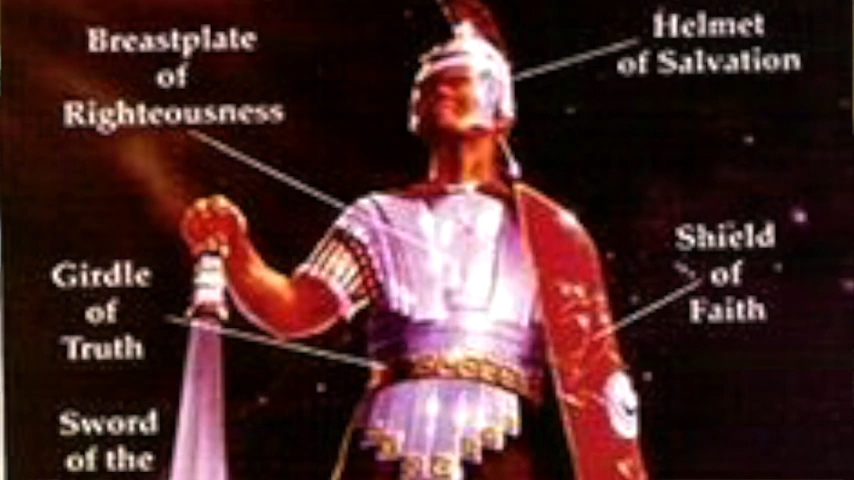 Breastplate
of
Righteousness
Helmet
of Salvation
Girdle
of
Truth
Shield
of
Faith
Sword
of the